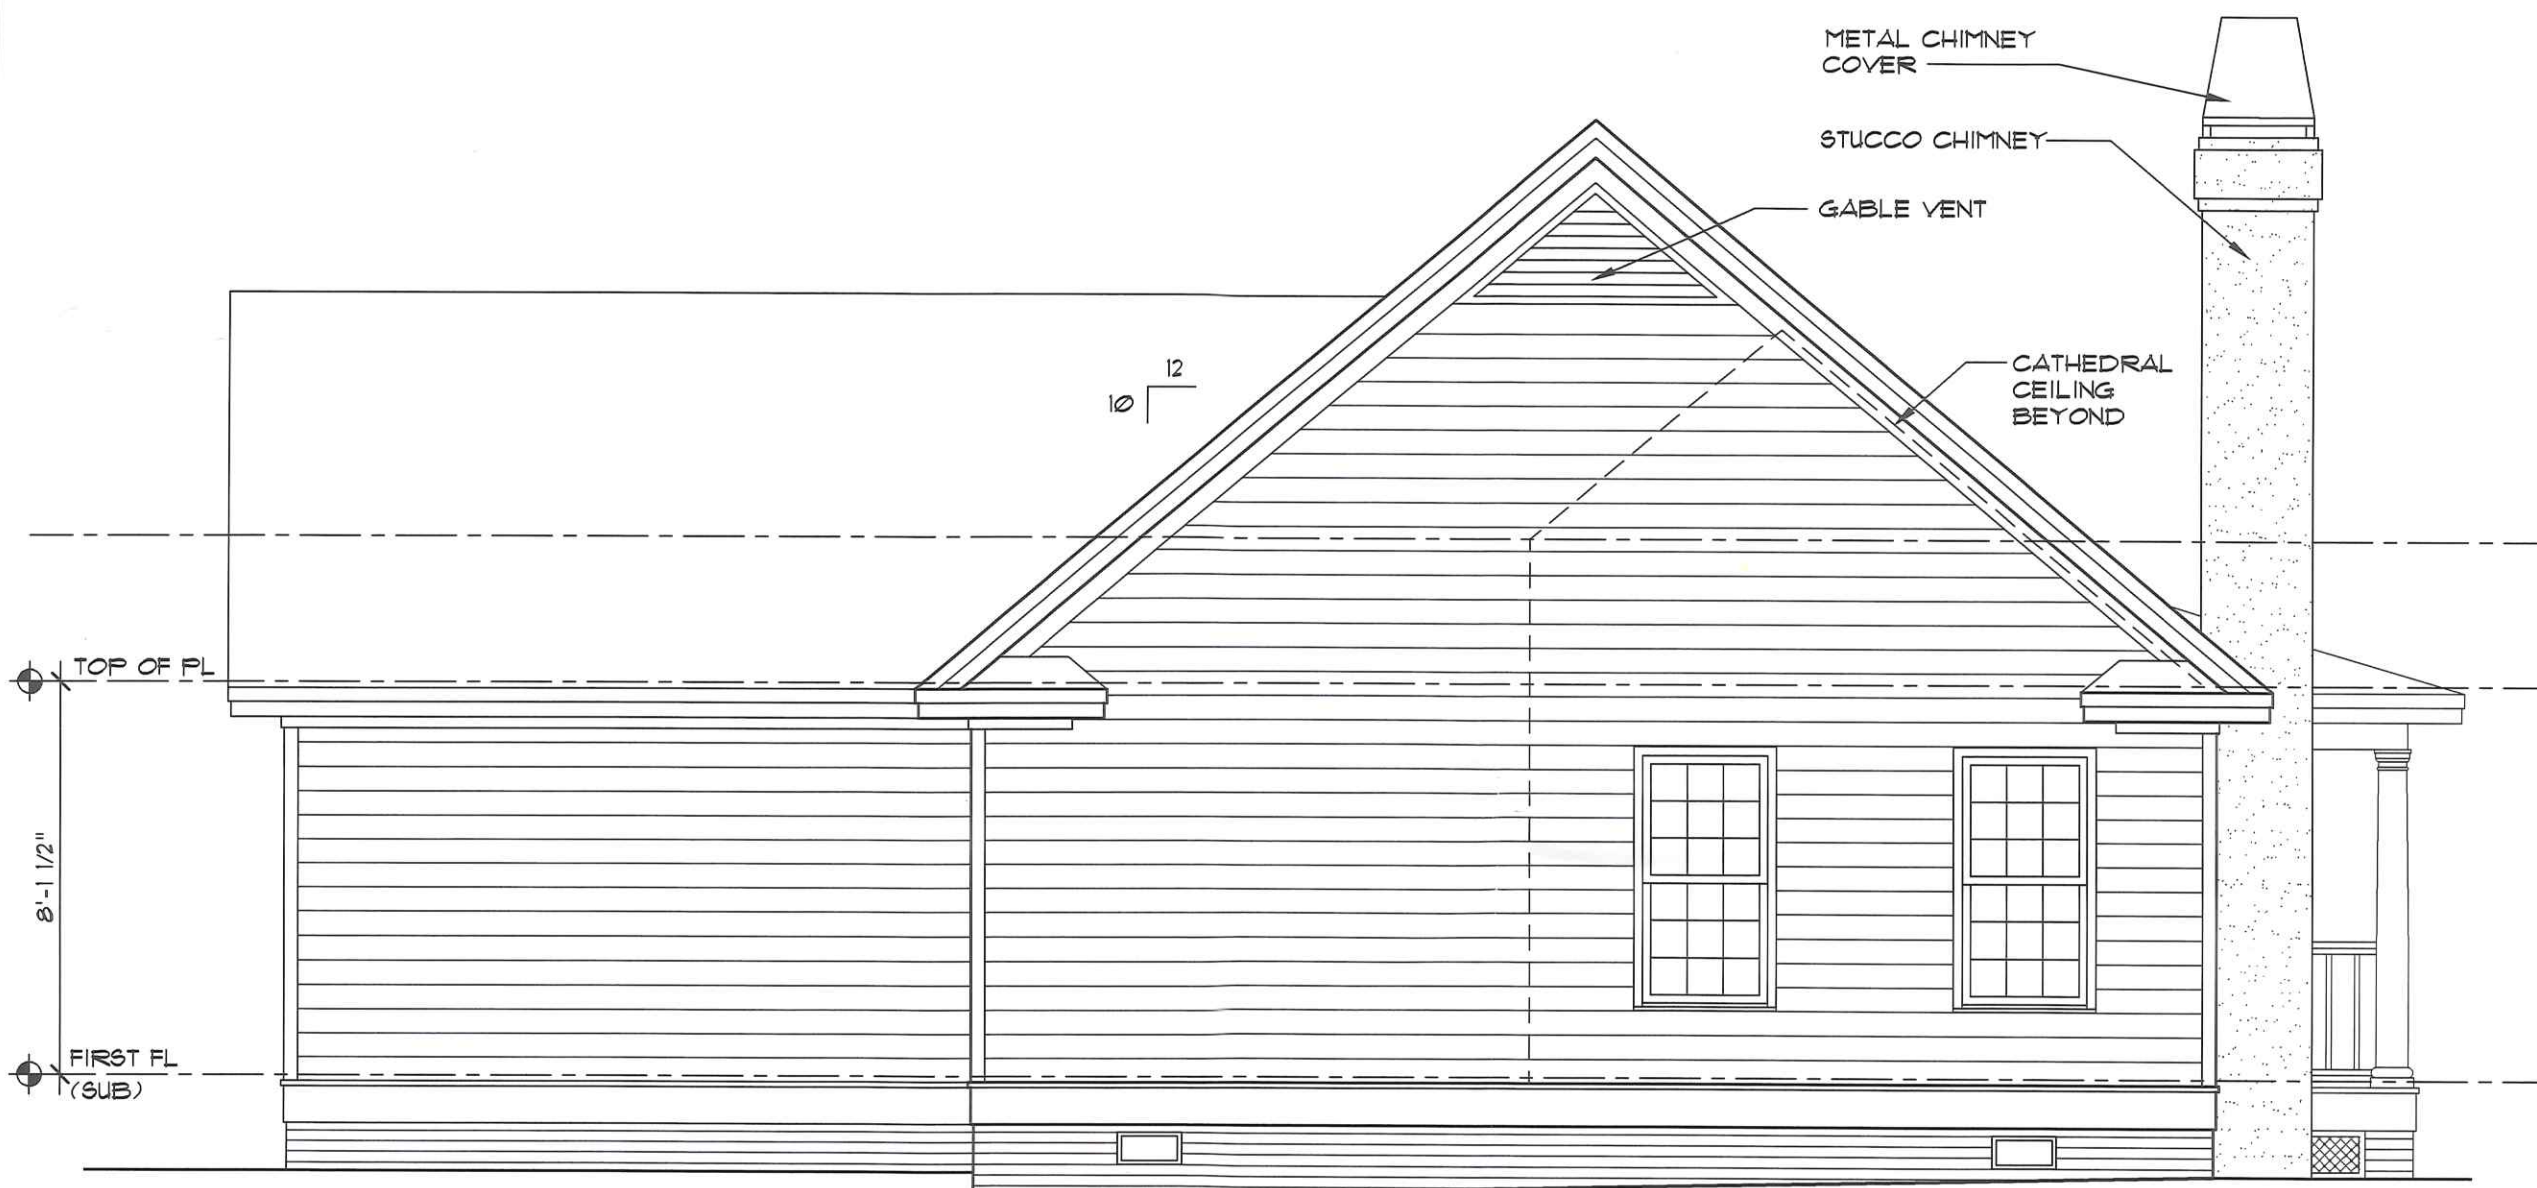 METAL CHIMNEY
COVER
STUCCO CHIMNEY
GABLE VENT
12
10
CATHEDRAL
CEILING
BEYOND
TOP OF PL
8'-1 1/2"
FIRST FL
(SUB)